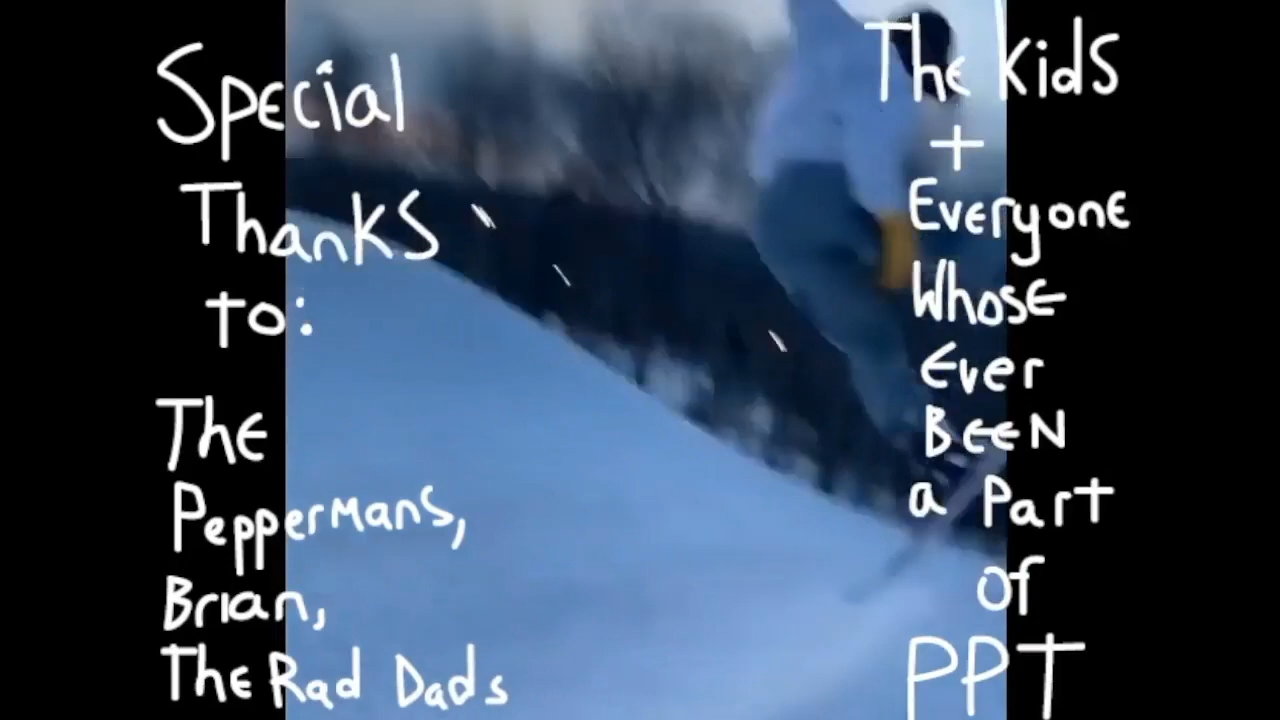 Special
Thanks
to:
The
Peppermans,
Brian,
The Rad Dads
The Kids
+
Everyone
Whose
Ever
Been
a Part
of
PPT